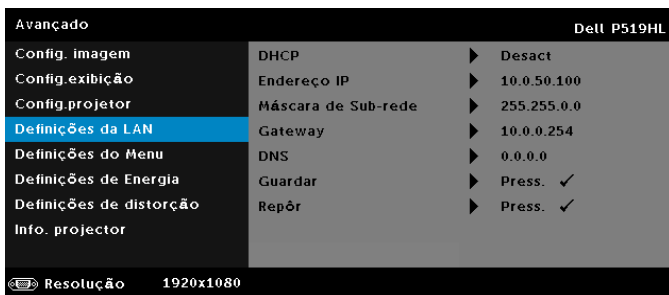 Avançado Dell P519HL
Config. imagem DHCP Desact
Config.exibição Endereço IP 10.0.50.100
Config.projetor Máscara de Sub-rede 255.255.0.0
Definições da LAN Gateway 10.0.0.254
Definições do Menu DNS 0.0.0.0
Definições de Energia Guardar Press. ✓
Definições de distorção Repôr Press. ✓
Info. projector
Resolução 1920x1080